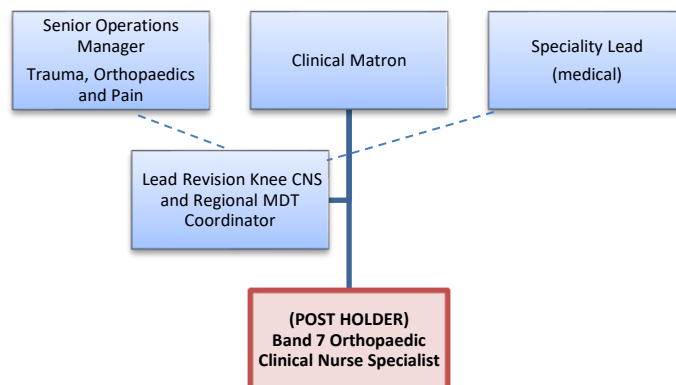 Senior Operations
Manager
Trauma, Orthopaedics
and Pain
Clinical Matron
Speciality Lead
(medical)
Lead Revision Knee CNS
and Regional MDT
Coordinator
(POST HOLDER)
Band 7 Orthopaedic
Clinical Nurse Specialist